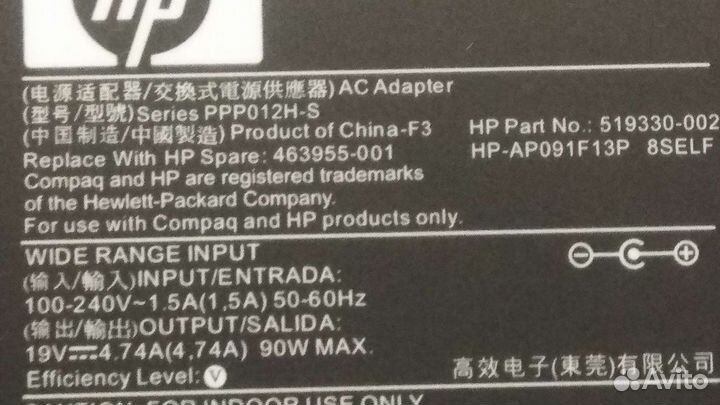 hp
(电源适配器/交換式電源供應器) AC Adapter
(型号/型號)Series PPP012H-S
(中国制造/中國製造) Product of China-F3
HP Part No.: 519330-002
Replace With HP Spare: 463955-001
HP-AP091F13P 8SELF
Compaq and HP are registered trademarks
of the Hewlett-Packard Company.
For use with Compaq and HP products only.
WIDE RANGE INPUT
(输入/輸入)INPUT/ENTRADA:
100-240V~1.5A(1,5A) 50-60Hz
(输出/輸出)OUTPUT/SALIDA:
19V⎓4.74A(4,74A) 90W MAX.
Efficiency Level: V
高效电子(東莞)有限公司
CAUTION: FOR INDOOR USE ONLY
Avito